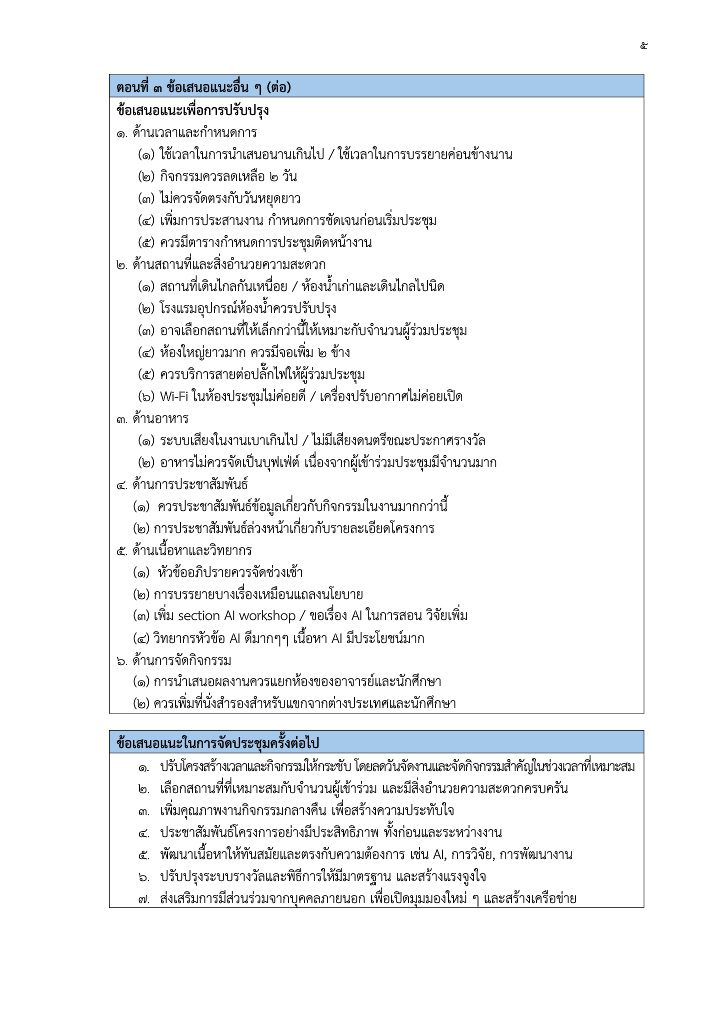 ๕
ตอนที่ ๓ ข้อเสนอแนะอื่น ๆ (ต่อ)
ข้อเสนอแนะเพื่อการปรับปรุง
๑. ด้านเวลาและกำหนดการ
(๑) ใช้เวลาในการนำเสนอนานเกินไป / ใช้เวลาในการบรรยายค่อนข้างนาน
(๒) กิจกรรมควรลดเหลือ ๒ วัน
(๓) ไม่ควรจัดตรงกับวันหยุดยาว
(๔) เพิ่มการประสานงาน กำหนดการชัดเจนก่อนเริ่มประชุม
(๕) ควรมีตารางกำหนดการประชุมติดหน้างาน
๒. ด้านสถานที่และสิ่งอำนวยความสะดวก
(๑) สถานที่เดินไกลกันเหนื่อย / ห้องน้ำเก่าและเดินไกลไปนิด
(๒) โรงแรมอุปกรณ์ห้องน้ำควรปรับปรุง
(๓) อาจเลือกสถานที่ให้เล็กกว่านี้ให้เหมาะกับจำนวนผู้ร่วมประชุม
(๔) ห้องใหญ่ยาวมาก ควรมีจอเพิ่ม ๒ ข้าง
(๕) ควรบริการสายต่อปลั๊กไฟให้ผู้ร่วมประชุม
(๖) Wi-Fi ในห้องประชุมไม่ค่อยดี / เครื่องปรับอากาศไม่ค่อยเปิด
๓. ด้านอาหาร
(๑) ระบบเสียงในงานเบาเกินไป / ไม่มีเสียงดนตรีขณะประกาศรางวัล
(๒) อาหารไม่ควรจัดเป็นบุฟเฟ่ต์ เนื่องจากผู้เข้าร่วมประชุมมีจำนวนมาก
๔. ด้านการประชาสัมพันธ์
(๑) ควรประชาสัมพันธ์ข้อมูลเกี่ยวกับกิจกรรมในงานมากกว่านี้
(๒) การประชาสัมพันธ์ล่วงหน้าเกี่ยวกับรายละเอียดโครงการ
๕. ด้านเนื้อหาและวิทยากร
(๑) หัวข้ออภิปรายควรจัดช่วงเช้า
(๒) การบรรยายบางเรื่องเหมือนแถลงนโยบาย
(๓) เพิ่ม section AI workshop / ขอเรื่อง AI ในการสอน วิจัยเพิ่ม
(๔) วิทยากรหัวข้อ AI ดีมากๆๆ เนื้อหา AI มีประโยชน์มาก
๖. ด้านการจัดกิจกรรม
(๑) การนำเสนอผลงานควรแยกห้องของอาจารย์และนักศึกษา
(๒) ควรเพิ่มที่นั่งสำรองสำหรับแขกจากต่างประเทศและนักศึกษา
ข้อเสนอแนะในการจัดประชุมครั้งต่อไป
๑. ปรับโครงสร้างเวลาและกิจกรรมให้กระชับ โดยลดวันจัดงานและจัดกิจกรรมสำคัญในช่วงเวลาที่เหมาะสม
๒. เลือกสถานที่ที่เหมาะสมกับจำนวนผู้เข้าร่วม และมีสิ่งอำนวยความสะดวกครบครัน
๓. เพิ่มคุณภาพงานกิจกรรมกลางคืน เพื่อสร้างความประทับใจ
๔. ประชาสัมพันธ์โครงการอย่างมีประสิทธิภาพ ทั้งก่อนและระหว่างงาน
๕. พัฒนาเนื้อหาให้ทันสมัยและตรงกับความต้องการ เช่น AI, การวิจัย, การพัฒนางาน
๖. ปรับปรุงระบบรางวัลและพิธีการให้มีมาตรฐาน และสร้างแรงจูงใจ
๗. ส่งเสริมการมีส่วนร่วมจากบุคคลภายนอก เพื่อเปิดมุมมองใหม่ ๆ และสร้างเครือข่าย